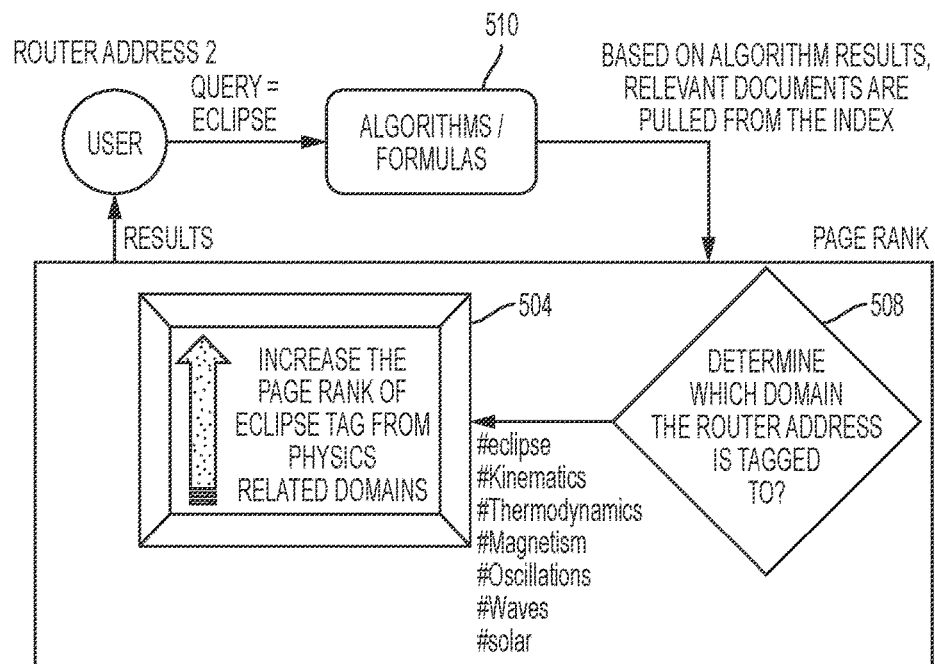 510
ROUTER ADDRESS 2
QUERY =
ECLIPSE
USER
ALGORITHMS /
FORMULAS
BASED ON ALGORITHM RESULTS,
RELEVANT DOCUMENTS ARE
PULLED FROM THE INDEX
RESULTS
PAGE RANK
504
INCREASE THE
PAGE RANK OF
ECLIPSE TAG FROM
PHYSICS
RELATED DOMAINS
508
DETERMINE
WHICH DOMAIN
THE ROUTER ADDRESS
IS TAGGED
TO?
#eclipse
#Kinematics
#Thermodynamics
#Magnetism
#Oscillations
#Waves
#solar